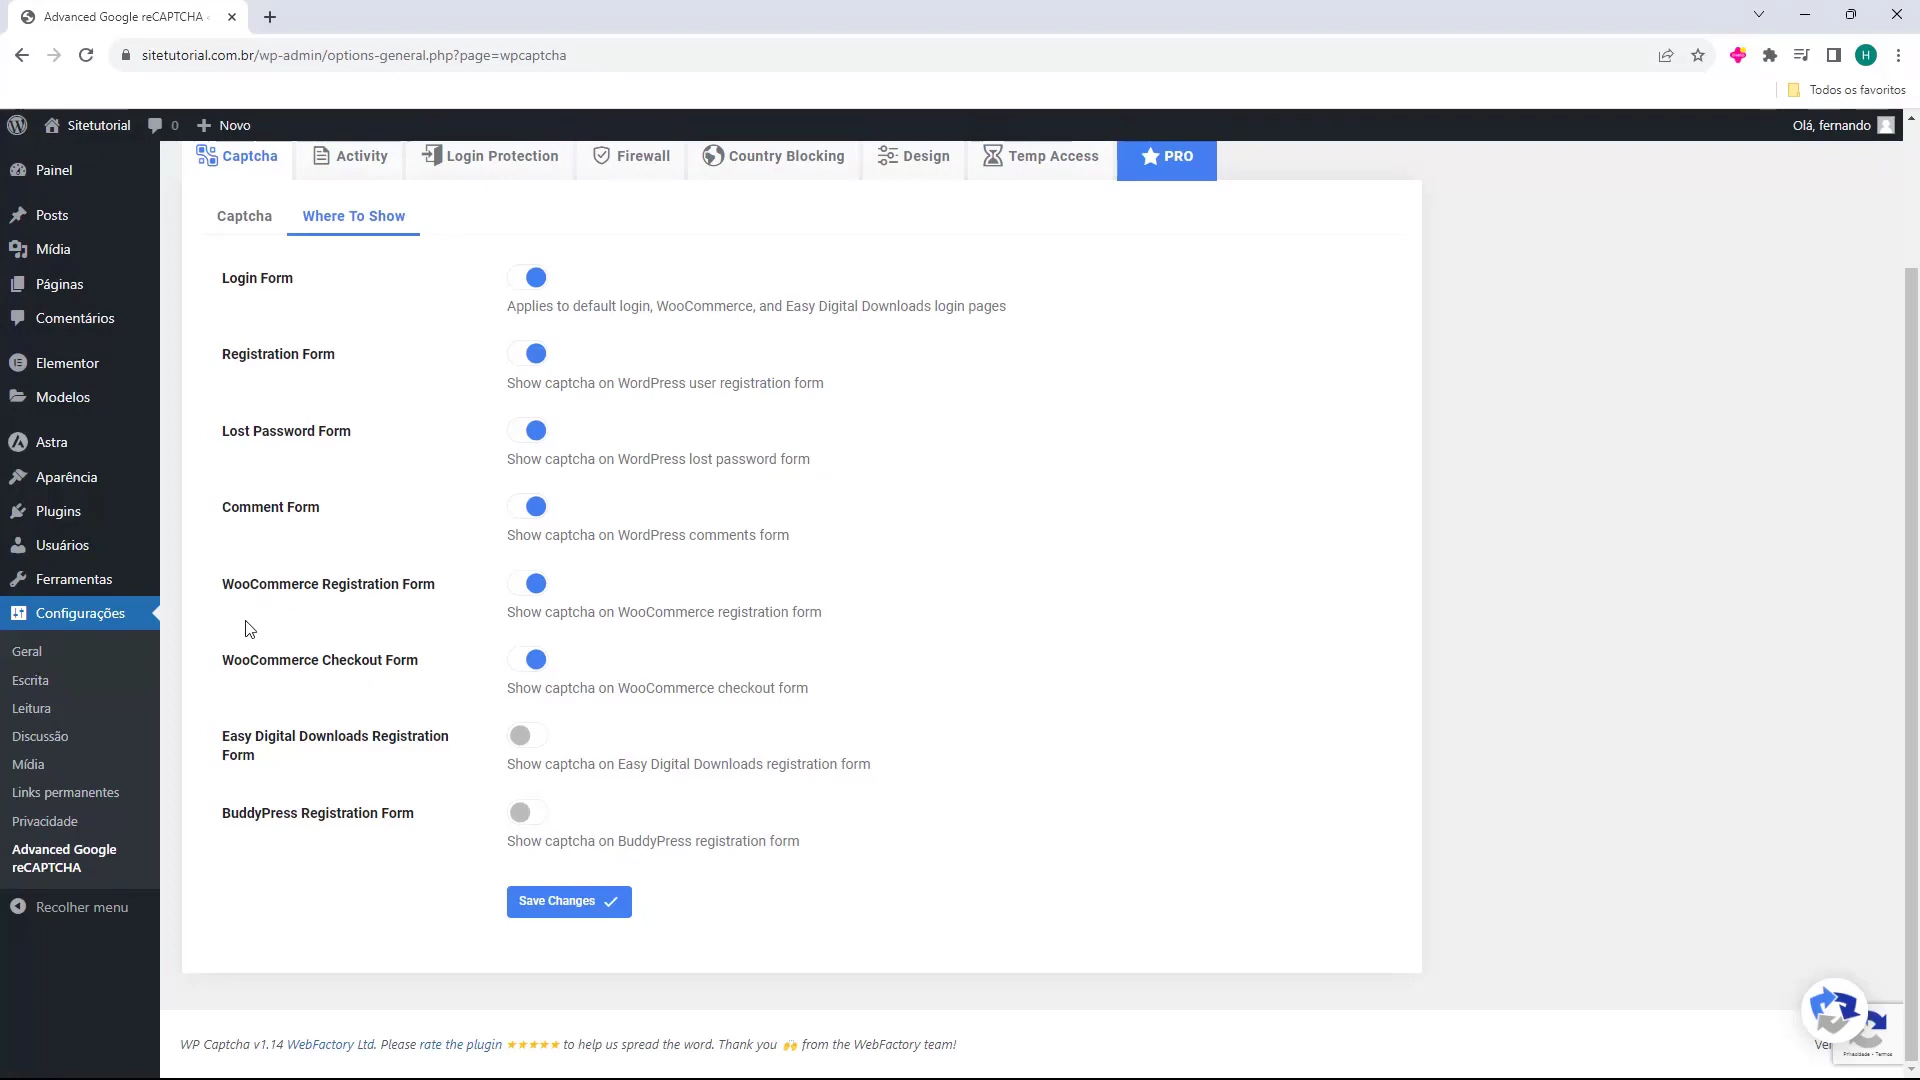 Advanced Google reCAPTCHA
sitetutorial.com.br/wp-admin/options-general.php?page=wpcaptcha
H
Todos os favoritos
Sitetutorial
0
Novo
Olá, fernando
Painel
Posts
Mídia
Páginas
Comentários
Elementor
Modelos
Astra
Aparência
Plugins
Usuários
Ferramentas
Configurações
Geral
Escrita
Leitura
Discussão
Mídia
Links permanentes
Privacidade
Advanced Google
reCAPTCHA
Recolher menu
Captcha
Activity
Login Protection
Firewall
Country Blocking
Design
Temp Access
PRO
Captcha
Where To Show
Login Form
Applies to default login, WooCommerce, and Easy Digital Downloads login pages
Registration Form
Show captcha on WordPress user registration form
Lost Password Form
Show captcha on WordPress lost password form
Comment Form
Show captcha on WordPress comments form
WooCommerce Registration Form
Show captcha on WooCommerce registration form
WooCommerce Checkout Form
Show captcha on WooCommerce checkout form
Easy Digital Downloads Registration
Form
Show captcha on Easy Digital Downloads registration form
BuddyPress Registration Form
Show captcha on BuddyPress registration form
Save Changes
WP Captcha v1.14 WebFactory Ltd. Please rate the plugin ★★★★★ to help us spread the word. Thank you 🙌 from the WebFactory team!
Privacidade - Termos